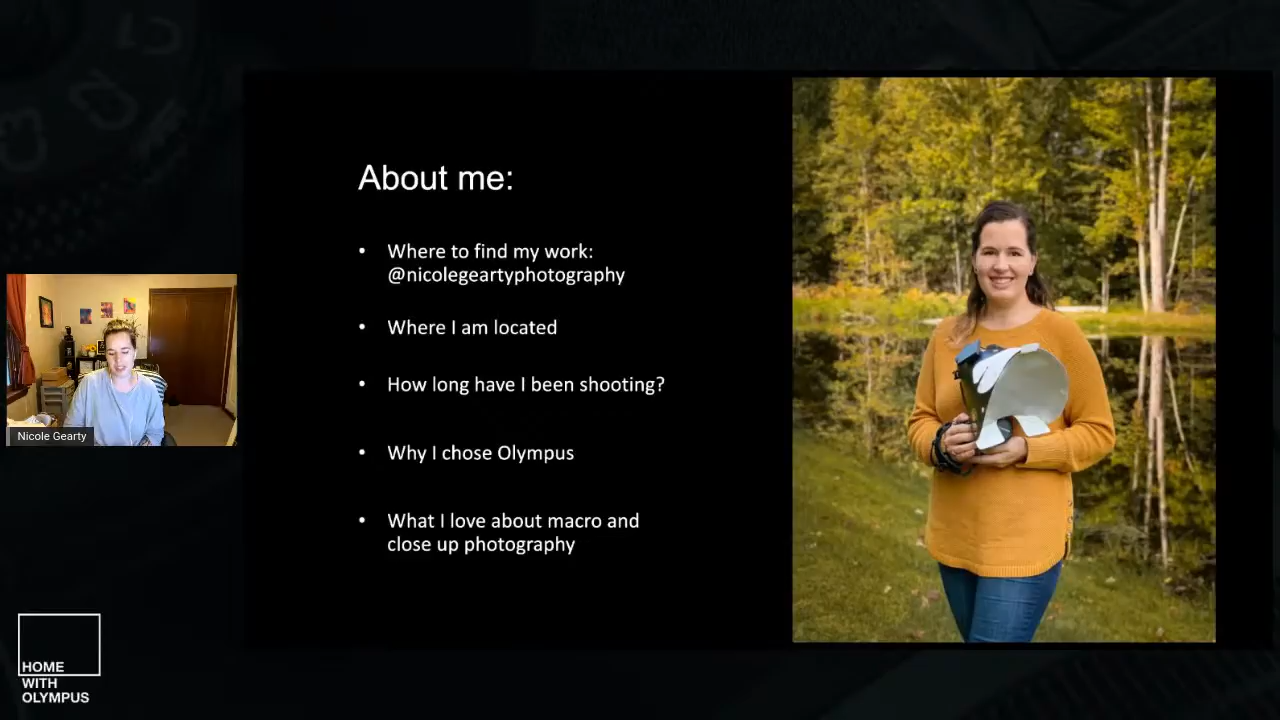 About me:
• Where to find my work:
@nicolegeartyphotography
• Where I am located
• How long have I been shooting?
• Why I chose Olympus
• What I love about macro and
close up photography
Nicole Gearty
HOME
WITH
OLYMPUS